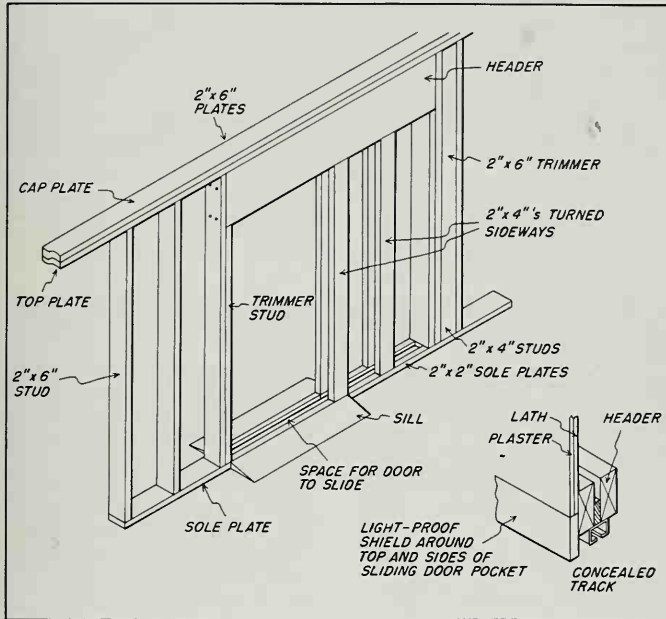 HEADER
2" x 6"
PLATES
2" x 6" TRIMMER
CAP PLATE
2" x 4"'s TURNED
SIDEWAYS
TOP PLATE
TRIMMER
STUD
2" x 6"
STUD
2" x 4" STUDS
2" x 2" SOLE PLATES
SILL
SPACE FOR DOOR
TO SLIDE
SOLE PLATE
LATH
PLASTER
HEADER
LIGHT-PROOF
SHIELD AROUND
TOP AND SIDES OF
SLIDING DOOR POCKET
CONCEALED
TRACK